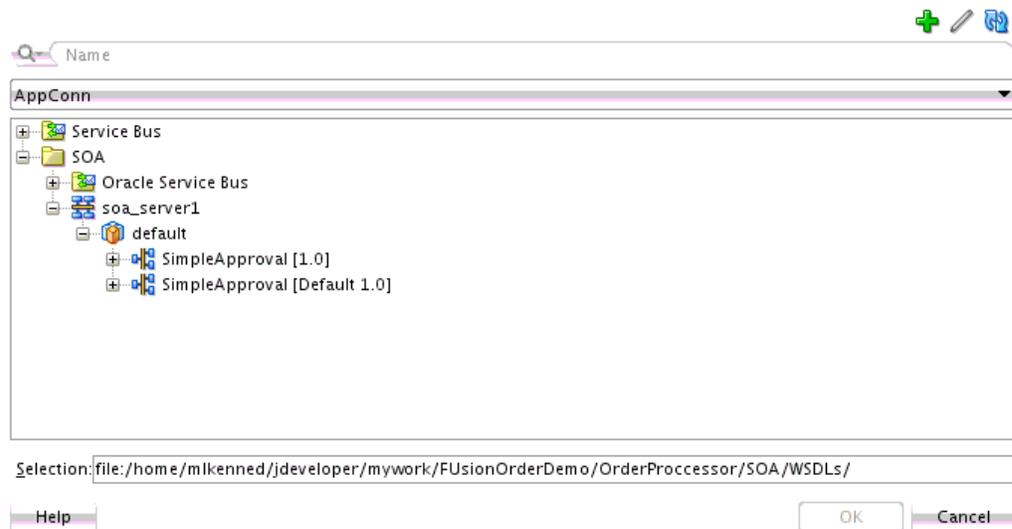 Name
AppConn
Service Bus
SOA
Oracle Service Bus
soa_server1
default
SimpleApproval [1.0]
SimpleApproval [Default 1.0]
Selection: file:/home/mlkenned/jdeveloper/mywork/FUsionOrderDemo/OrderProccessor/SOA/WSDLs/
Help OK Cancel